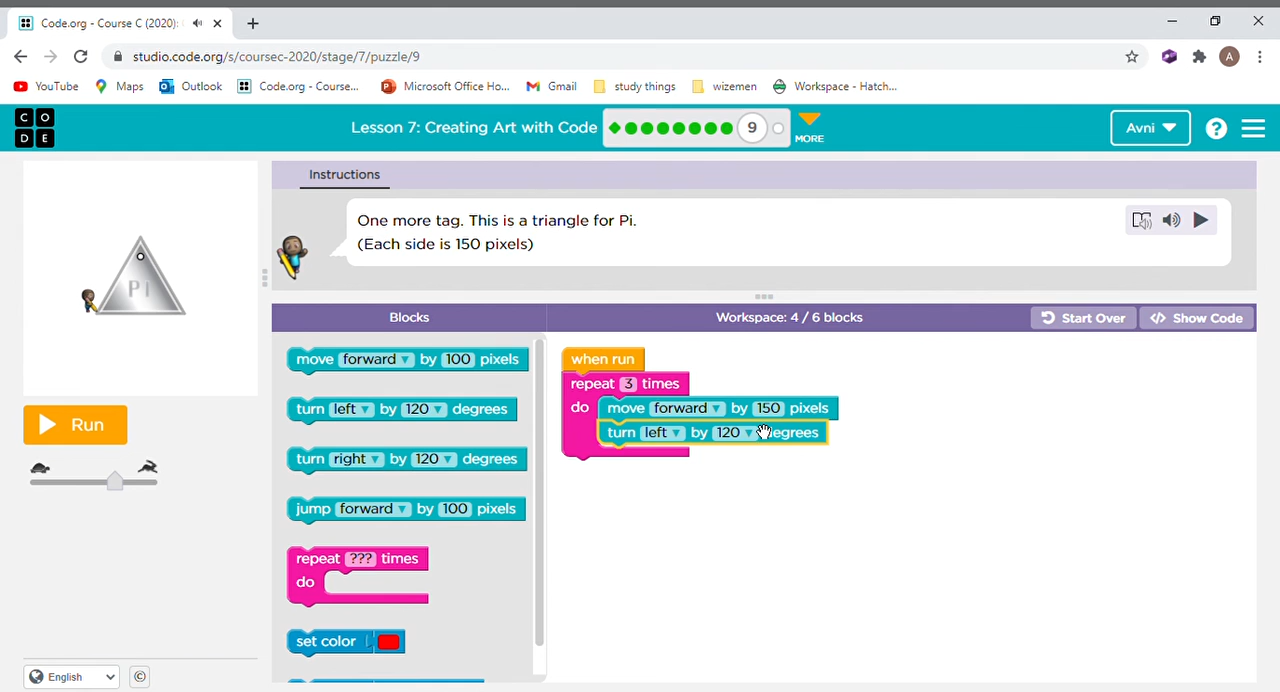 Code.org - Course C (2020):
studio.code.org/s/coursec-2020/stage/7/puzzle/9
A
YouTube Maps Outlook Code.org - Course... Microsoft Office Ho... Gmail study things wizemen Workspace - Hatch...
C O
D E
Lesson 7: Creating Art with Code
9
MORE
Avni
?
Instructions
One more tag. This is a triangle for Pi.
(Each side is 150 pixels)
PI
Run
Blocks
Workspace: 4 / 6 blocks
Start Over
Show Code
move forward by 100 pixels
turn left by 120 degrees
turn right by 120 degrees
jump forward by 100 pixels
repeat ??? times
do
set color
when run
repeat 3 times
do
move forward by 150 pixels
turn left by 120 degrees
English
©